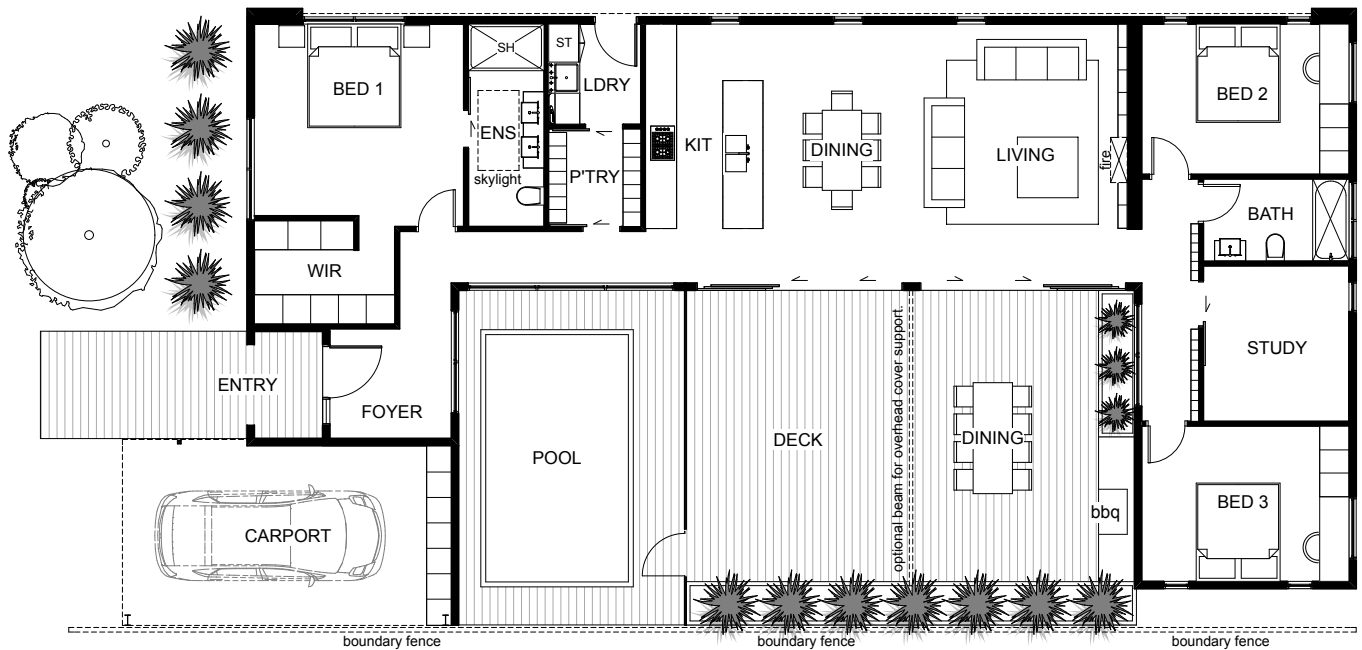 SH
ST
BED 1
LDRY
BED 2
ENS
skylight
P'TRY
KIT
DINING
LIVING
fire
BATH
WIR
ENTRY
FOYER
STUDY
optional beam for overhead cover support.
POOL
DECK
DINING
BED 3
bbq
CARPORT
boundary fence
boundary fence
boundary fence